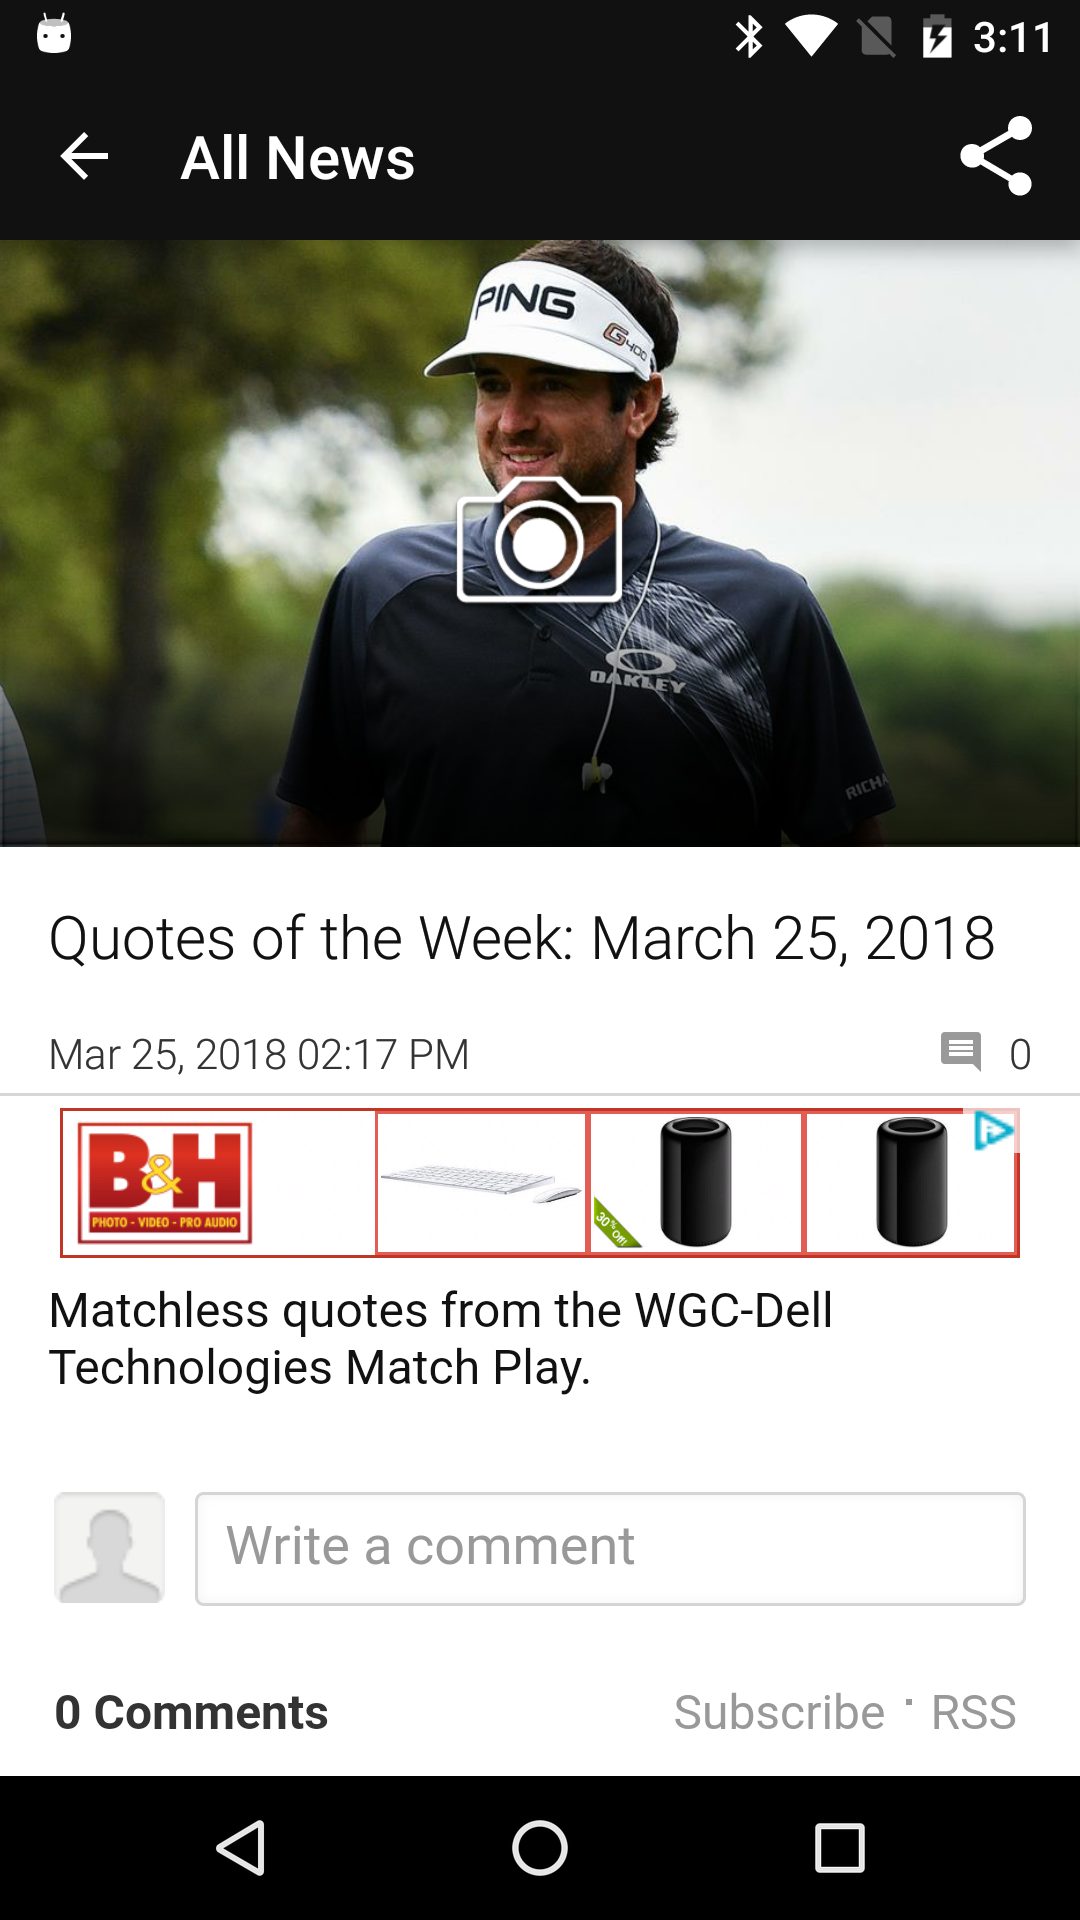 3:11
All News
PING
G400
OAKLEY
RICHA
Quotes of the Week: March 25, 2018
Mar 25, 2018 02:17 PM
0
B&H
PHOTO - VIDEO - PRO AUDIO
30% Off!
Matchless quotes from the WGC-Dell
Technologies Match Play.
Write a comment
0 Comments
Subscribe · RSS